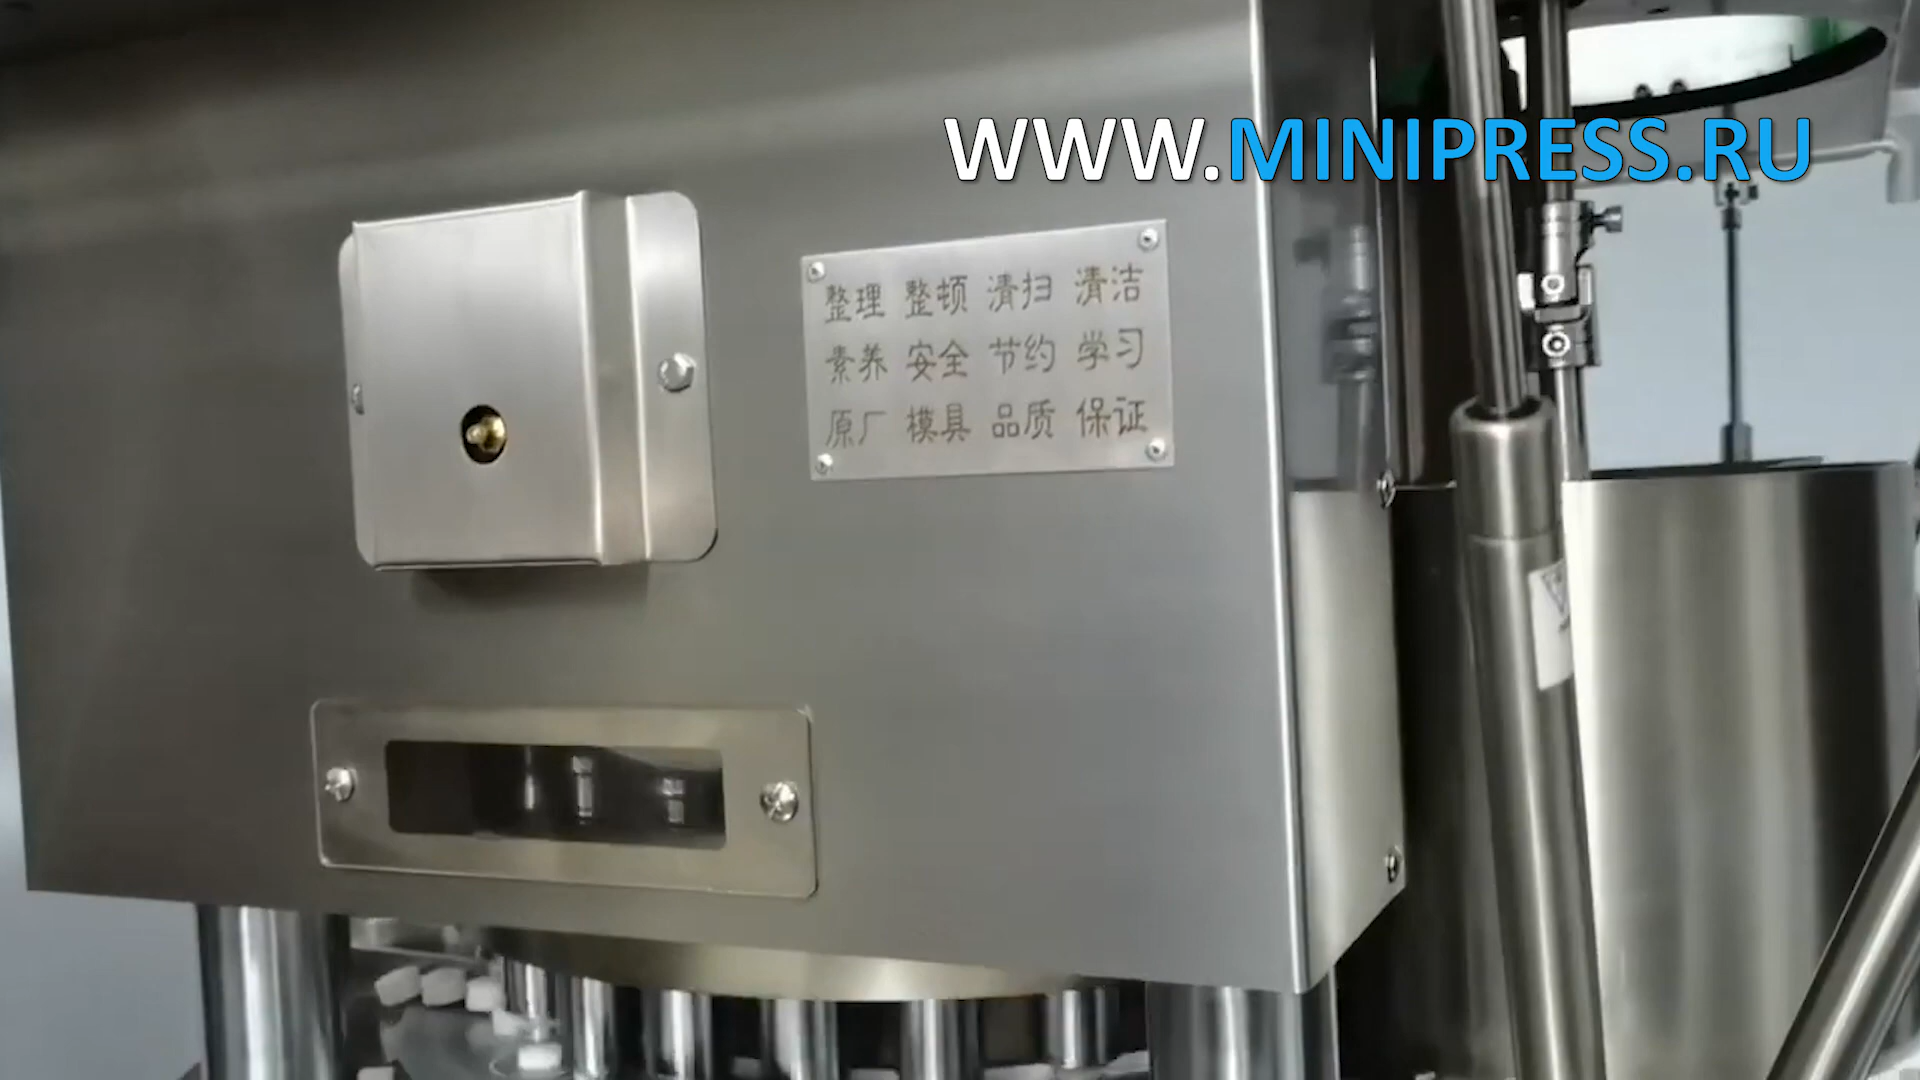 WWW.MINIPRESS.RU
整理 整顿 清扫 清洁
素养 安全 节约 学习
原厂 模具 品质 保证